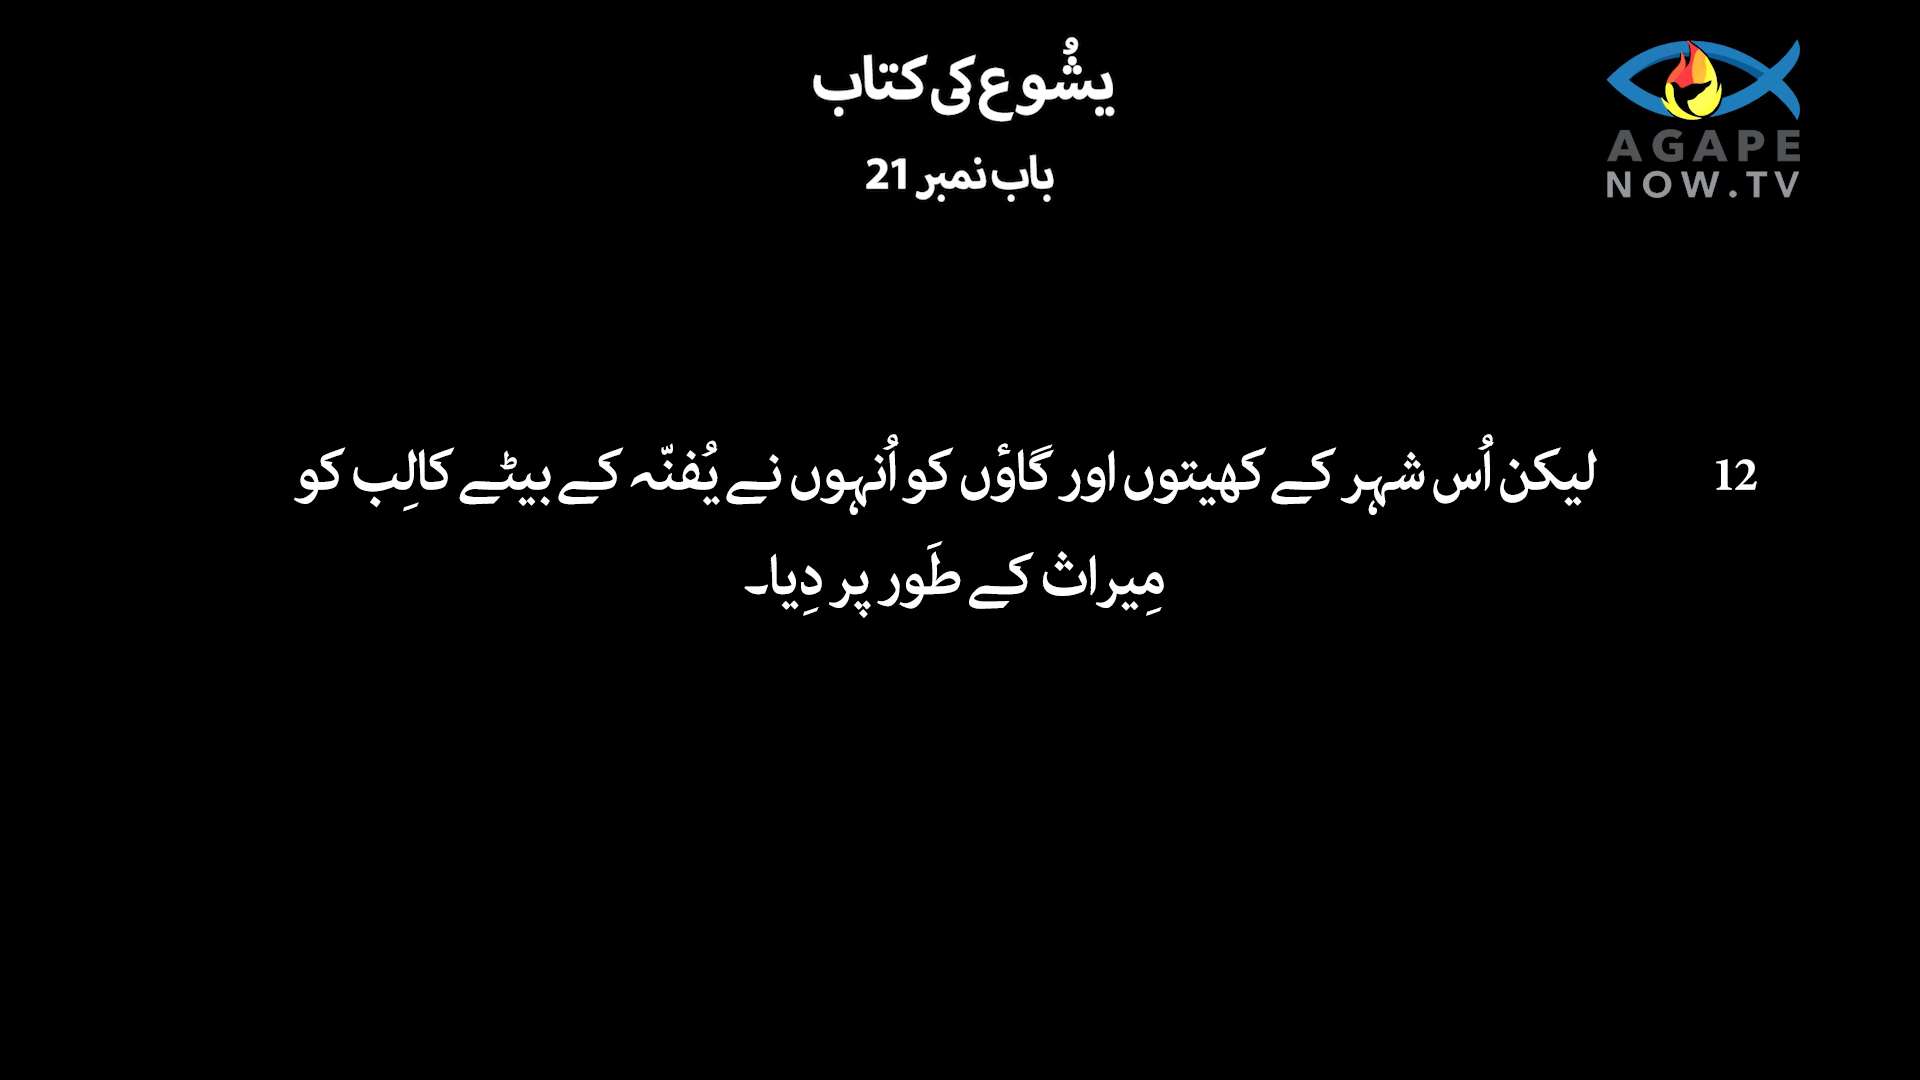 یشُوع کی کتاب
باب نمبر 21
AGAPE
NOW.TV
12 لیکن اُس شہر کے کھیتوں اور گاؤں کو اُنہوں نے یُفنّہ کے بیٹے کالِب کو
مِیراث کے طَور پر دِیا۔